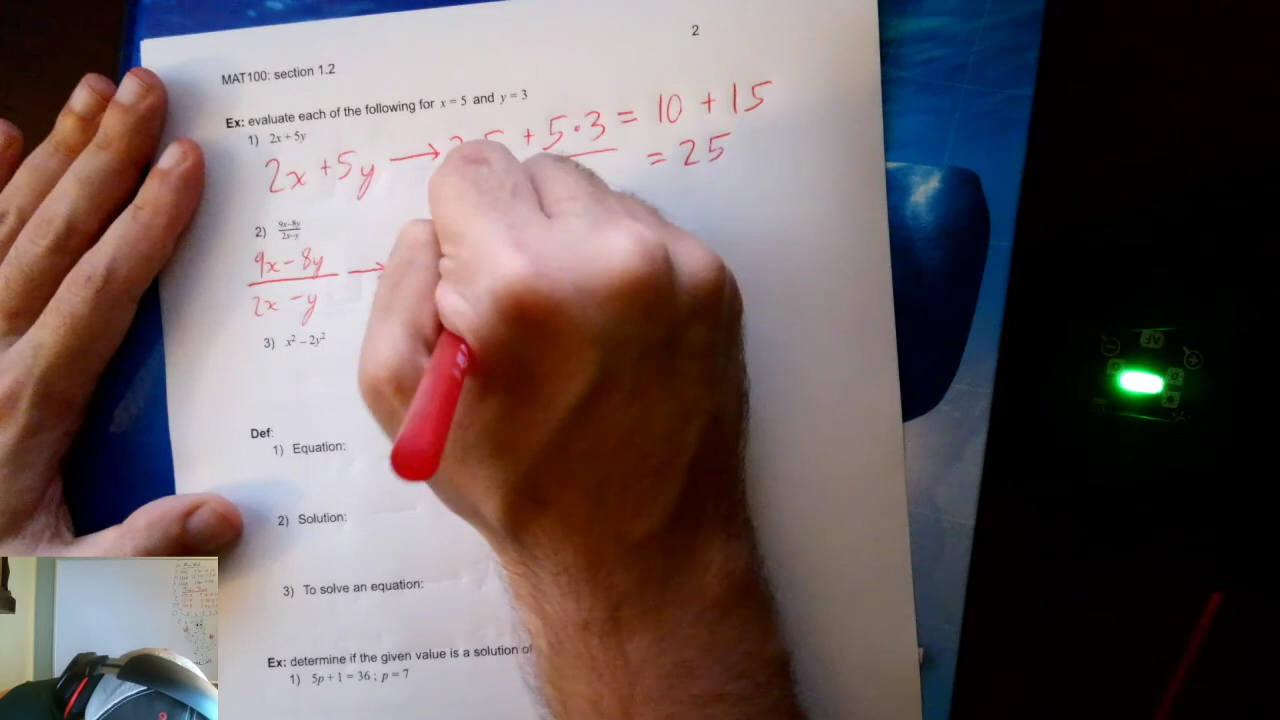 2
MAT100: section 1.2
Ex: evaluate each of the following for x = 5 and y = 3
1) 2x + 5y
2x + 5y → 2·5 + 5·3 = 10 + 15
= 25
2) 9x−8y / 2x−y
9x − 8y →
2x − y
3) x² − 2y²
Def:
1) Equation:
2) Solution:
3) To solve an equation:
Ex: determine if the given value is a solution of
1) 5p + 1 = 36 ; p = 7
AF